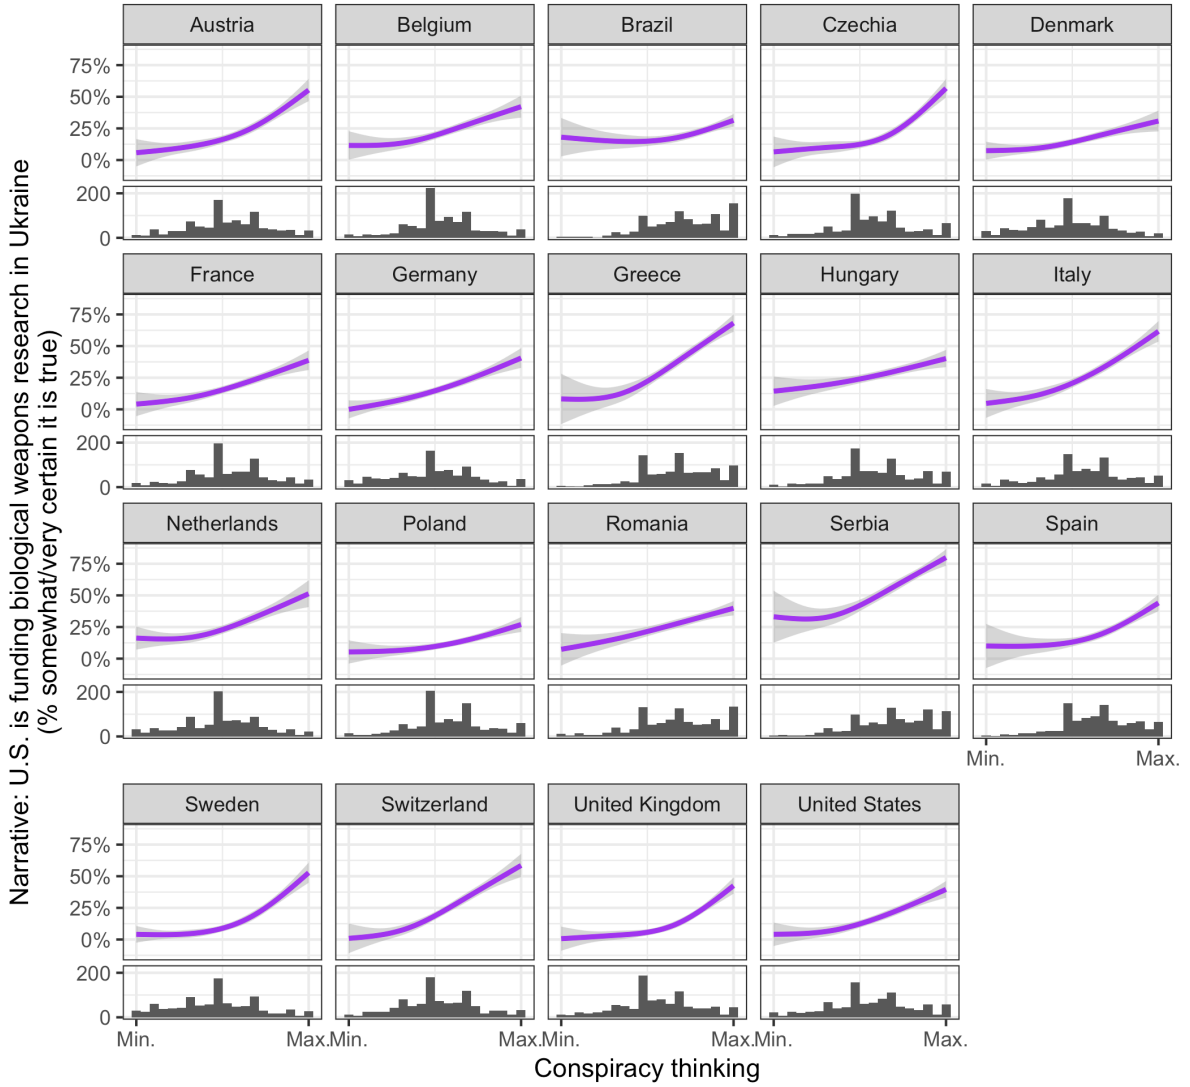 Narrative: U.S. is funding biological weapons research in Ukraine
(% somewhat/very certain it is true)
Austria Belgium Brazil Czechia Denmark
75%
50%
25%
0%
200
0
France Germany Greece Hungary Italy
75%
50%
25%
0%
200
0
Netherlands Poland Romania Serbia Spain
75%
50%
25%
0%
200
0
Min. Max.
Sweden Switzerland United Kingdom United States
75%
50%
25%
0%
200
0
Min. Max. Min. Max. Min. Max. Min. Max.
Conspiracy thinking